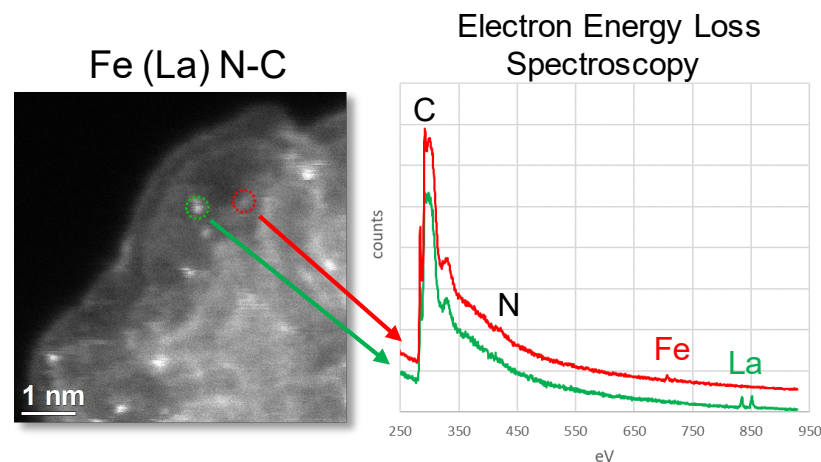 Electron Energy Loss
Spectroscopy
Fe (La) N-C
C
N
Fe
La
counts
1 nm
250
350
450
550
650
750
850
950
eV